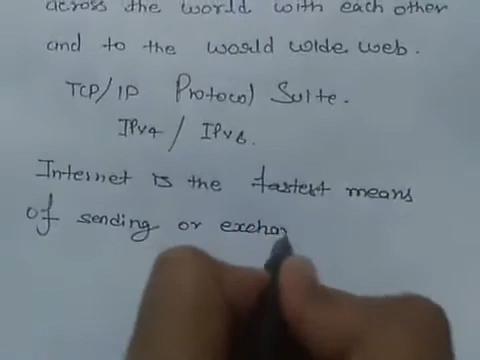 across the world with each other
and to the world wide web.
TCP/IP Protocol Suite.
IPv4 / IPv6.
Internet is the fastest means
of sending or exchan